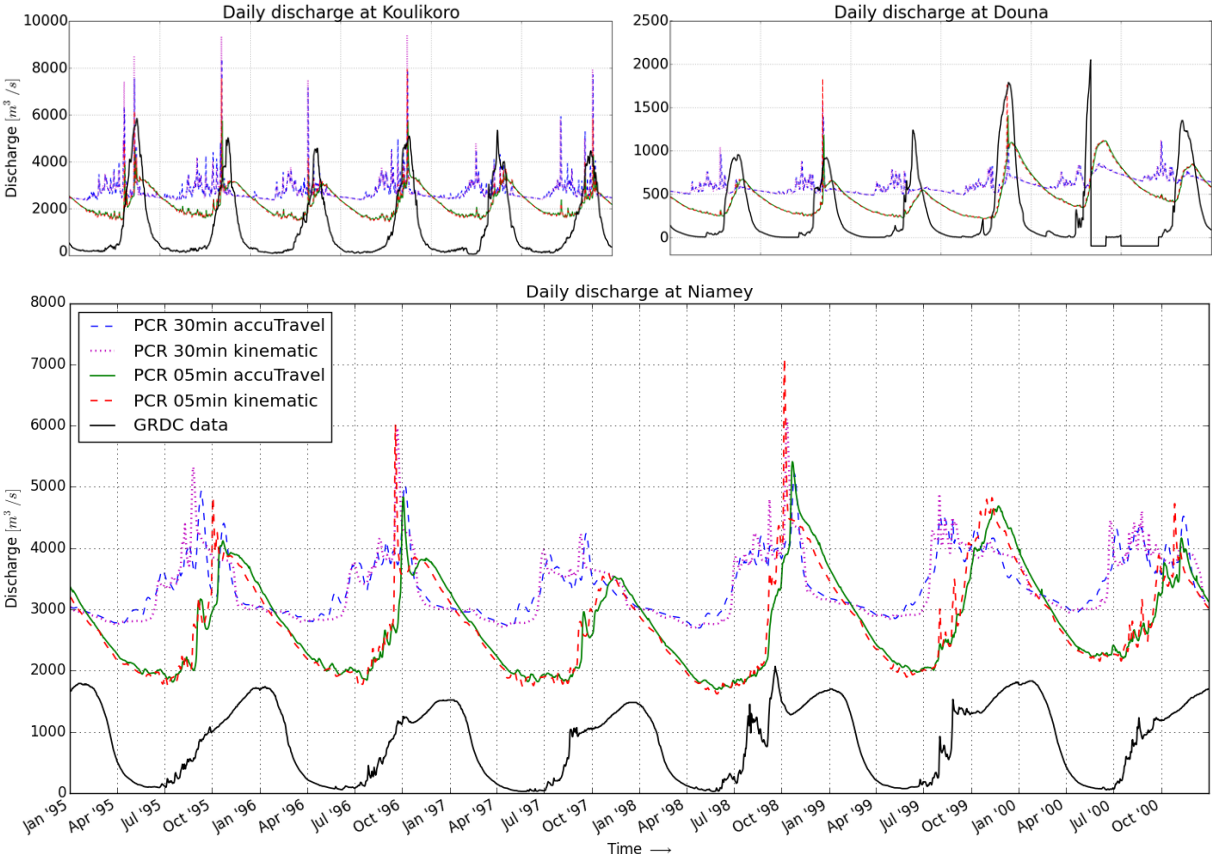 Daily discharge at Koulikoro
10000
8000
6000
4000
2000
0
Discharge [m³/s]
Daily discharge at Douna
2500
2000
1500
1000
500
0
Daily discharge at Niamey
8000
7000
6000
5000
4000
3000
2000
1000
0
Discharge [m³/s]
PCR 30min accuTravel
PCR 30min kinematic
PCR 05min accuTravel
PCR 05min kinematic
GRDC data
Jan '95
Apr '95
Jul '95
Oct '95
Jan '96
Apr '96
Jul '96
Oct '96
Jan '97
Apr '97
Jul '97
Oct '97
Jan '98
Apr '98
Jul '98
Oct '98
Jan '99
Apr '99
Jul '99
Oct '99
Jan '00
Apr '00
Jul '00
Oct '00
Time →